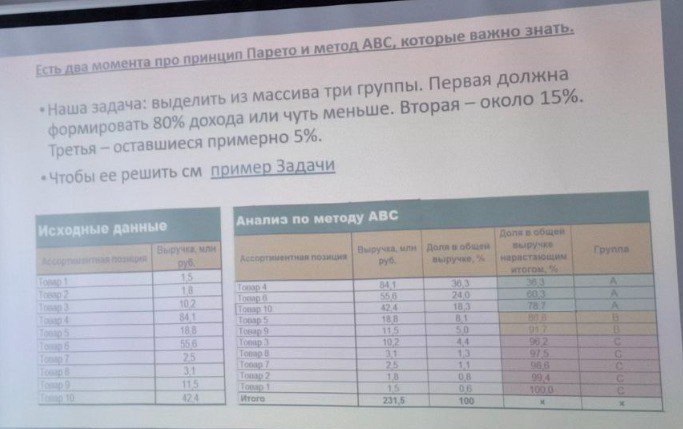 Есть два момента про принцип Парето и метод АВС, которые важно знать.
•Наша задача: выделить из массива три группы. Первая должна
формировать 80% дохода или чуть меньше. Вторая – около 15%.
Третья – оставшиеся примерно 5%.
•Чтобы ее решить см пример Задачи
Исходные данные
Ассортиментная позиция Выручка, млн руб.
Товар 1 1,5
Товар 2 1,8
Товар 3 10,2
Товар 4 84,1
Товар 5 18,8
Товар 6 55,6
Товар 7 2,5
Товар 8 3,1
Товар 9 11,5
Товар 10 42,4
Анализ по методу АВС
Ассортиментная позиция Выручка, млн руб. Доля в общей выручке, % Доля в общей выручке нарастающим итогом, % Группа
Товар 4 84,1 36,3 36,3 А
Товар 6 55,6 24,0 60,3 А
Товар 10 42,4 18,3 78,7 А
Товар 5 18,8 8,1 86,8 В
Товар 9 11,5 5,0 91,7 В
Товар 3 10,2 4,4 96,2 С
Товар 8 3,1 1,3 97,5 С
Товар 7 2,5 1,1 98,6 С
Товар 2 1,8 0,8 99,4 С
Товар 1 1,5 0,6 100,0 С
Итого 231,5 100 х х